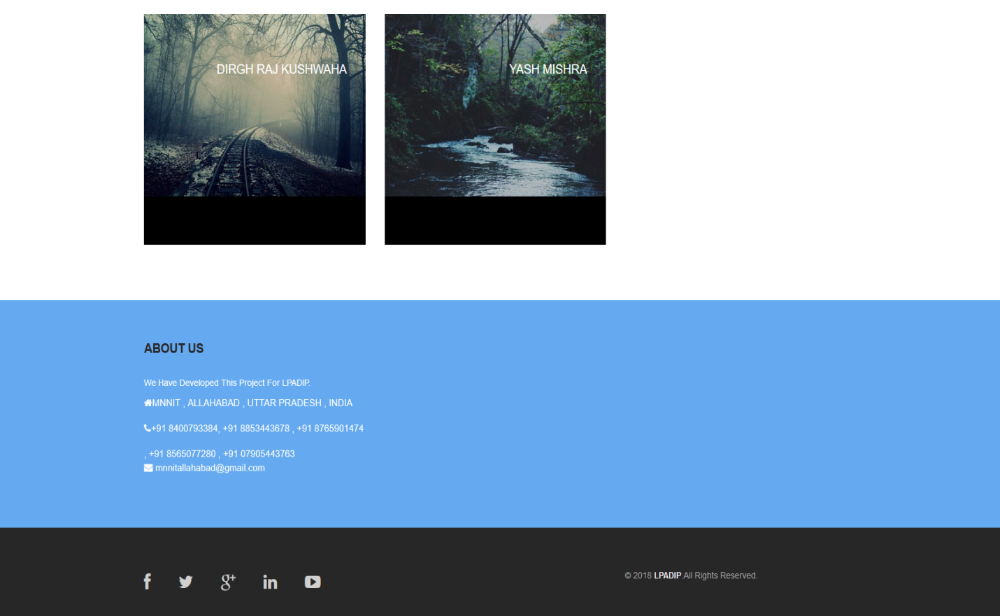 DIRGH RAJ KUSHWAHA
YASH MISHRA
ABOUT US
We Have Developed This Project For LPADIP.
MNNIT , ALLAHABAD , UTTAR PRADESH , INDIA
+91 8400793384, +91 8853443678 , +91 8765901474
, +91 8565077280 , +91 07905443763
mnnitallahabad@gmail.com
© 2018 LPADIP.All Rights Reserved.